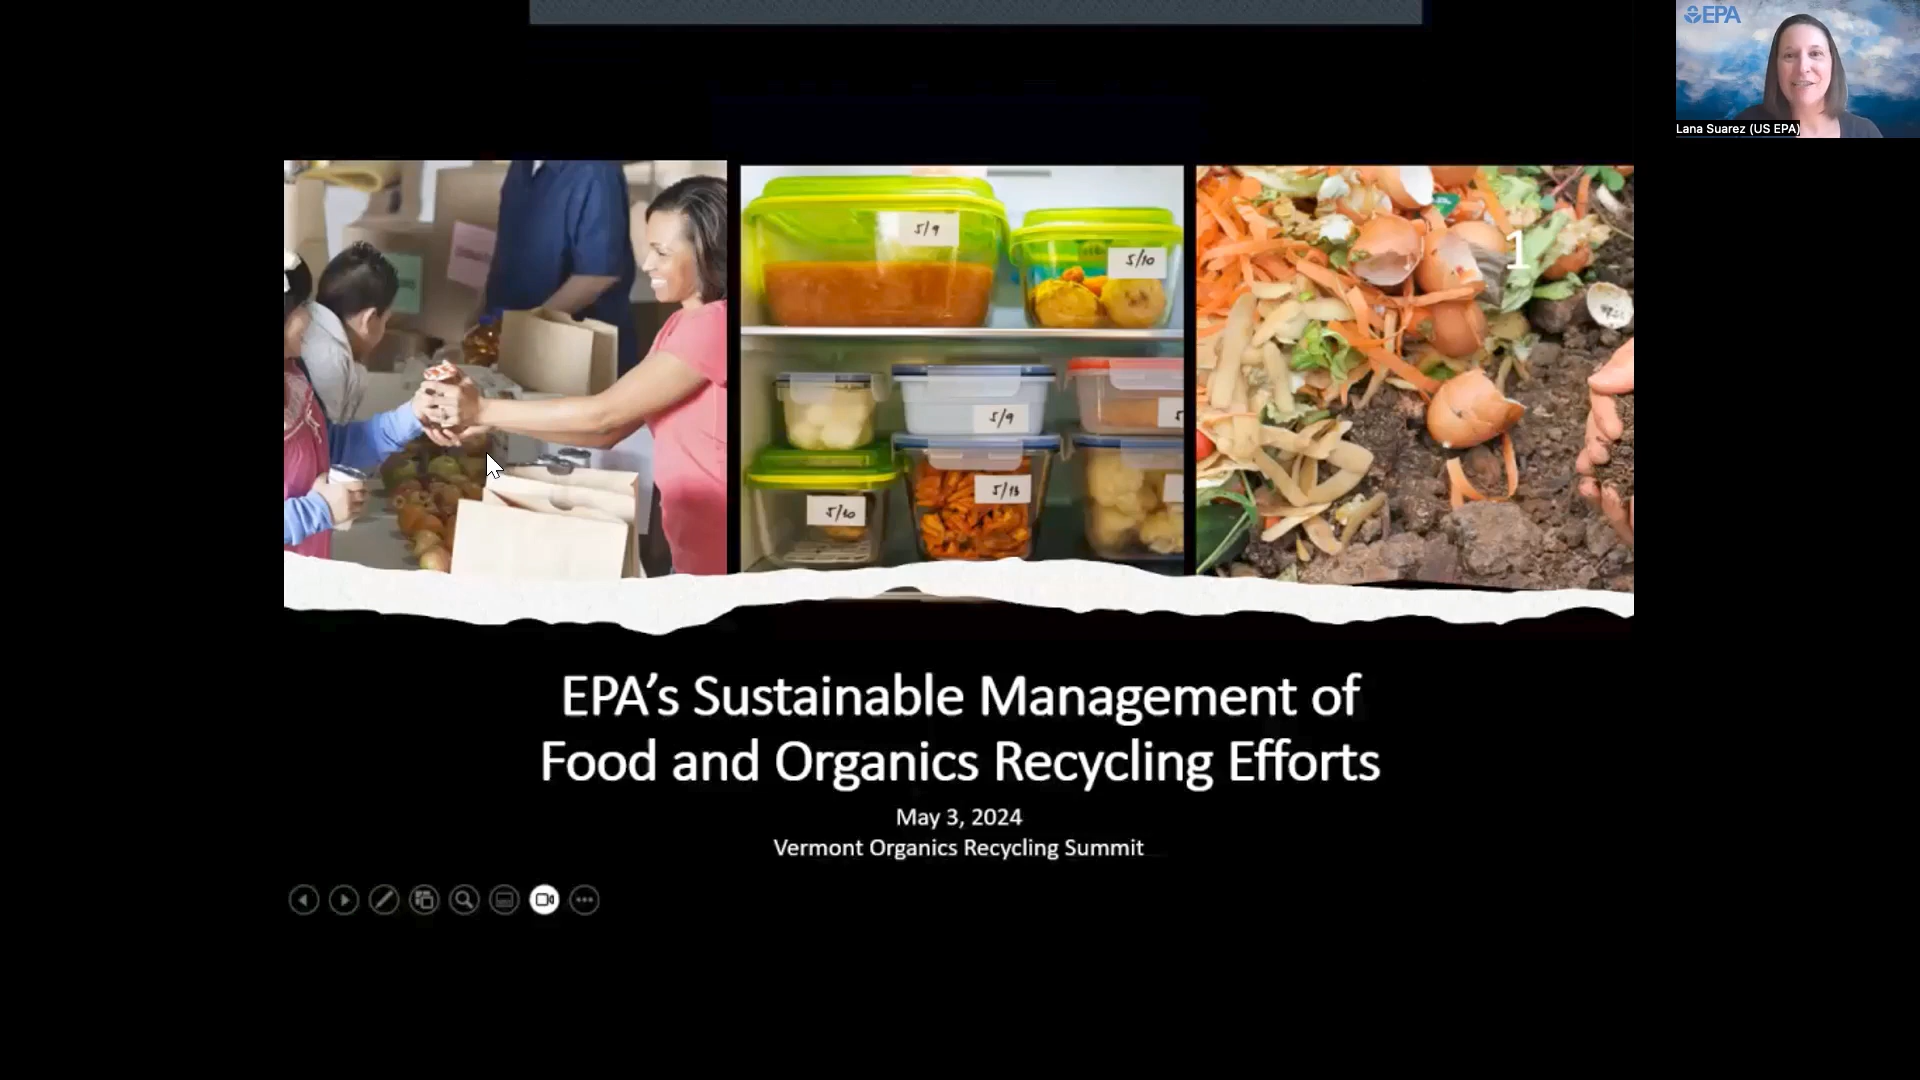 EPA
Lana Suarez (US EPA)
5/9
5/10
1
5/9
5/13
5/10
EPA's Sustainable Management of
Food and Organics Recycling Efforts
May 3, 2024
Vermont Organics Recycling Summit